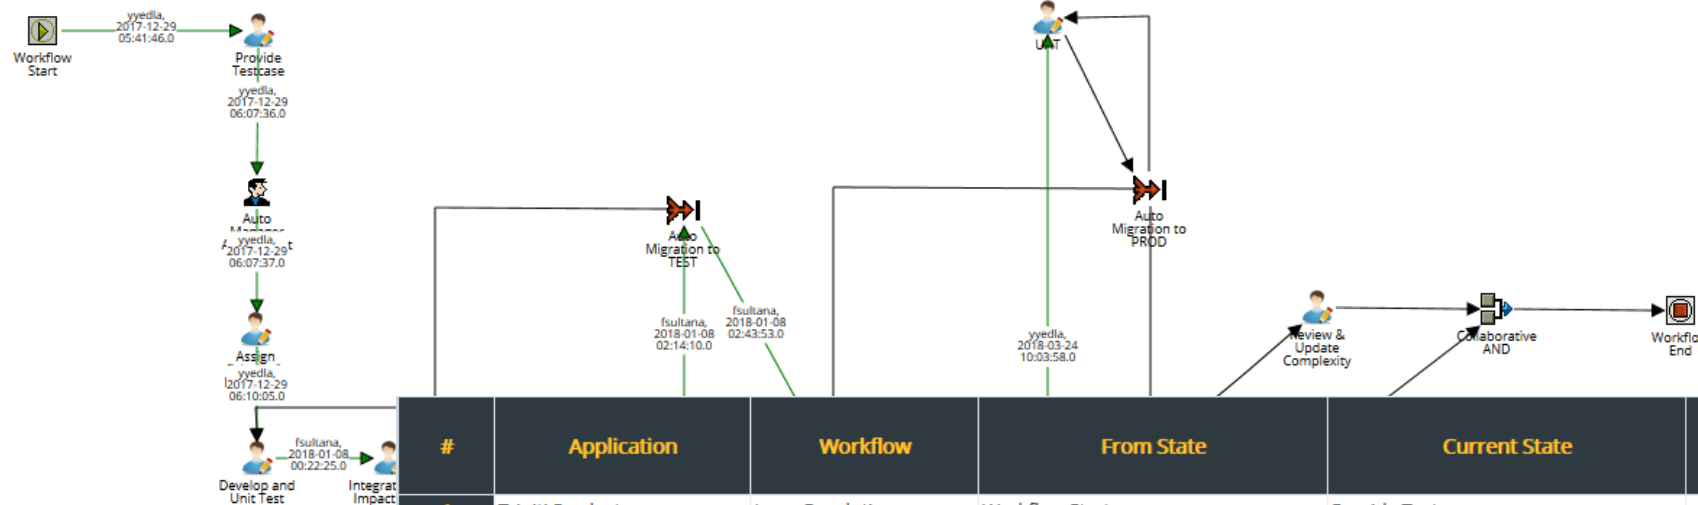 yyedla,
2017-12-29
05:41:46.0
Workflow
Start
Provide
Testcase
yyedla,
2017-12-29
06:07:36.0
Auto
yyedla,
2017-12-29
06:07:37.0
Assign
yyedla,
2017-12-29
06:10:05.0
Develop and
Unit Test
fsultana,
2018-01-08
00:22:25.0
Integrat
Impact
Auto
Migration to
TEST
fsultana,
2018-01-08
02:14:10.0
fsultana,
2018-01-08
02:43:53.0
UAT
yyedla,
2018-03-24
10:03:58.0
Auto
Migration to
PROD
Review &
Update
Complexity
Collaborative
AND
Workflo
End
# Application Workflow From State Current State